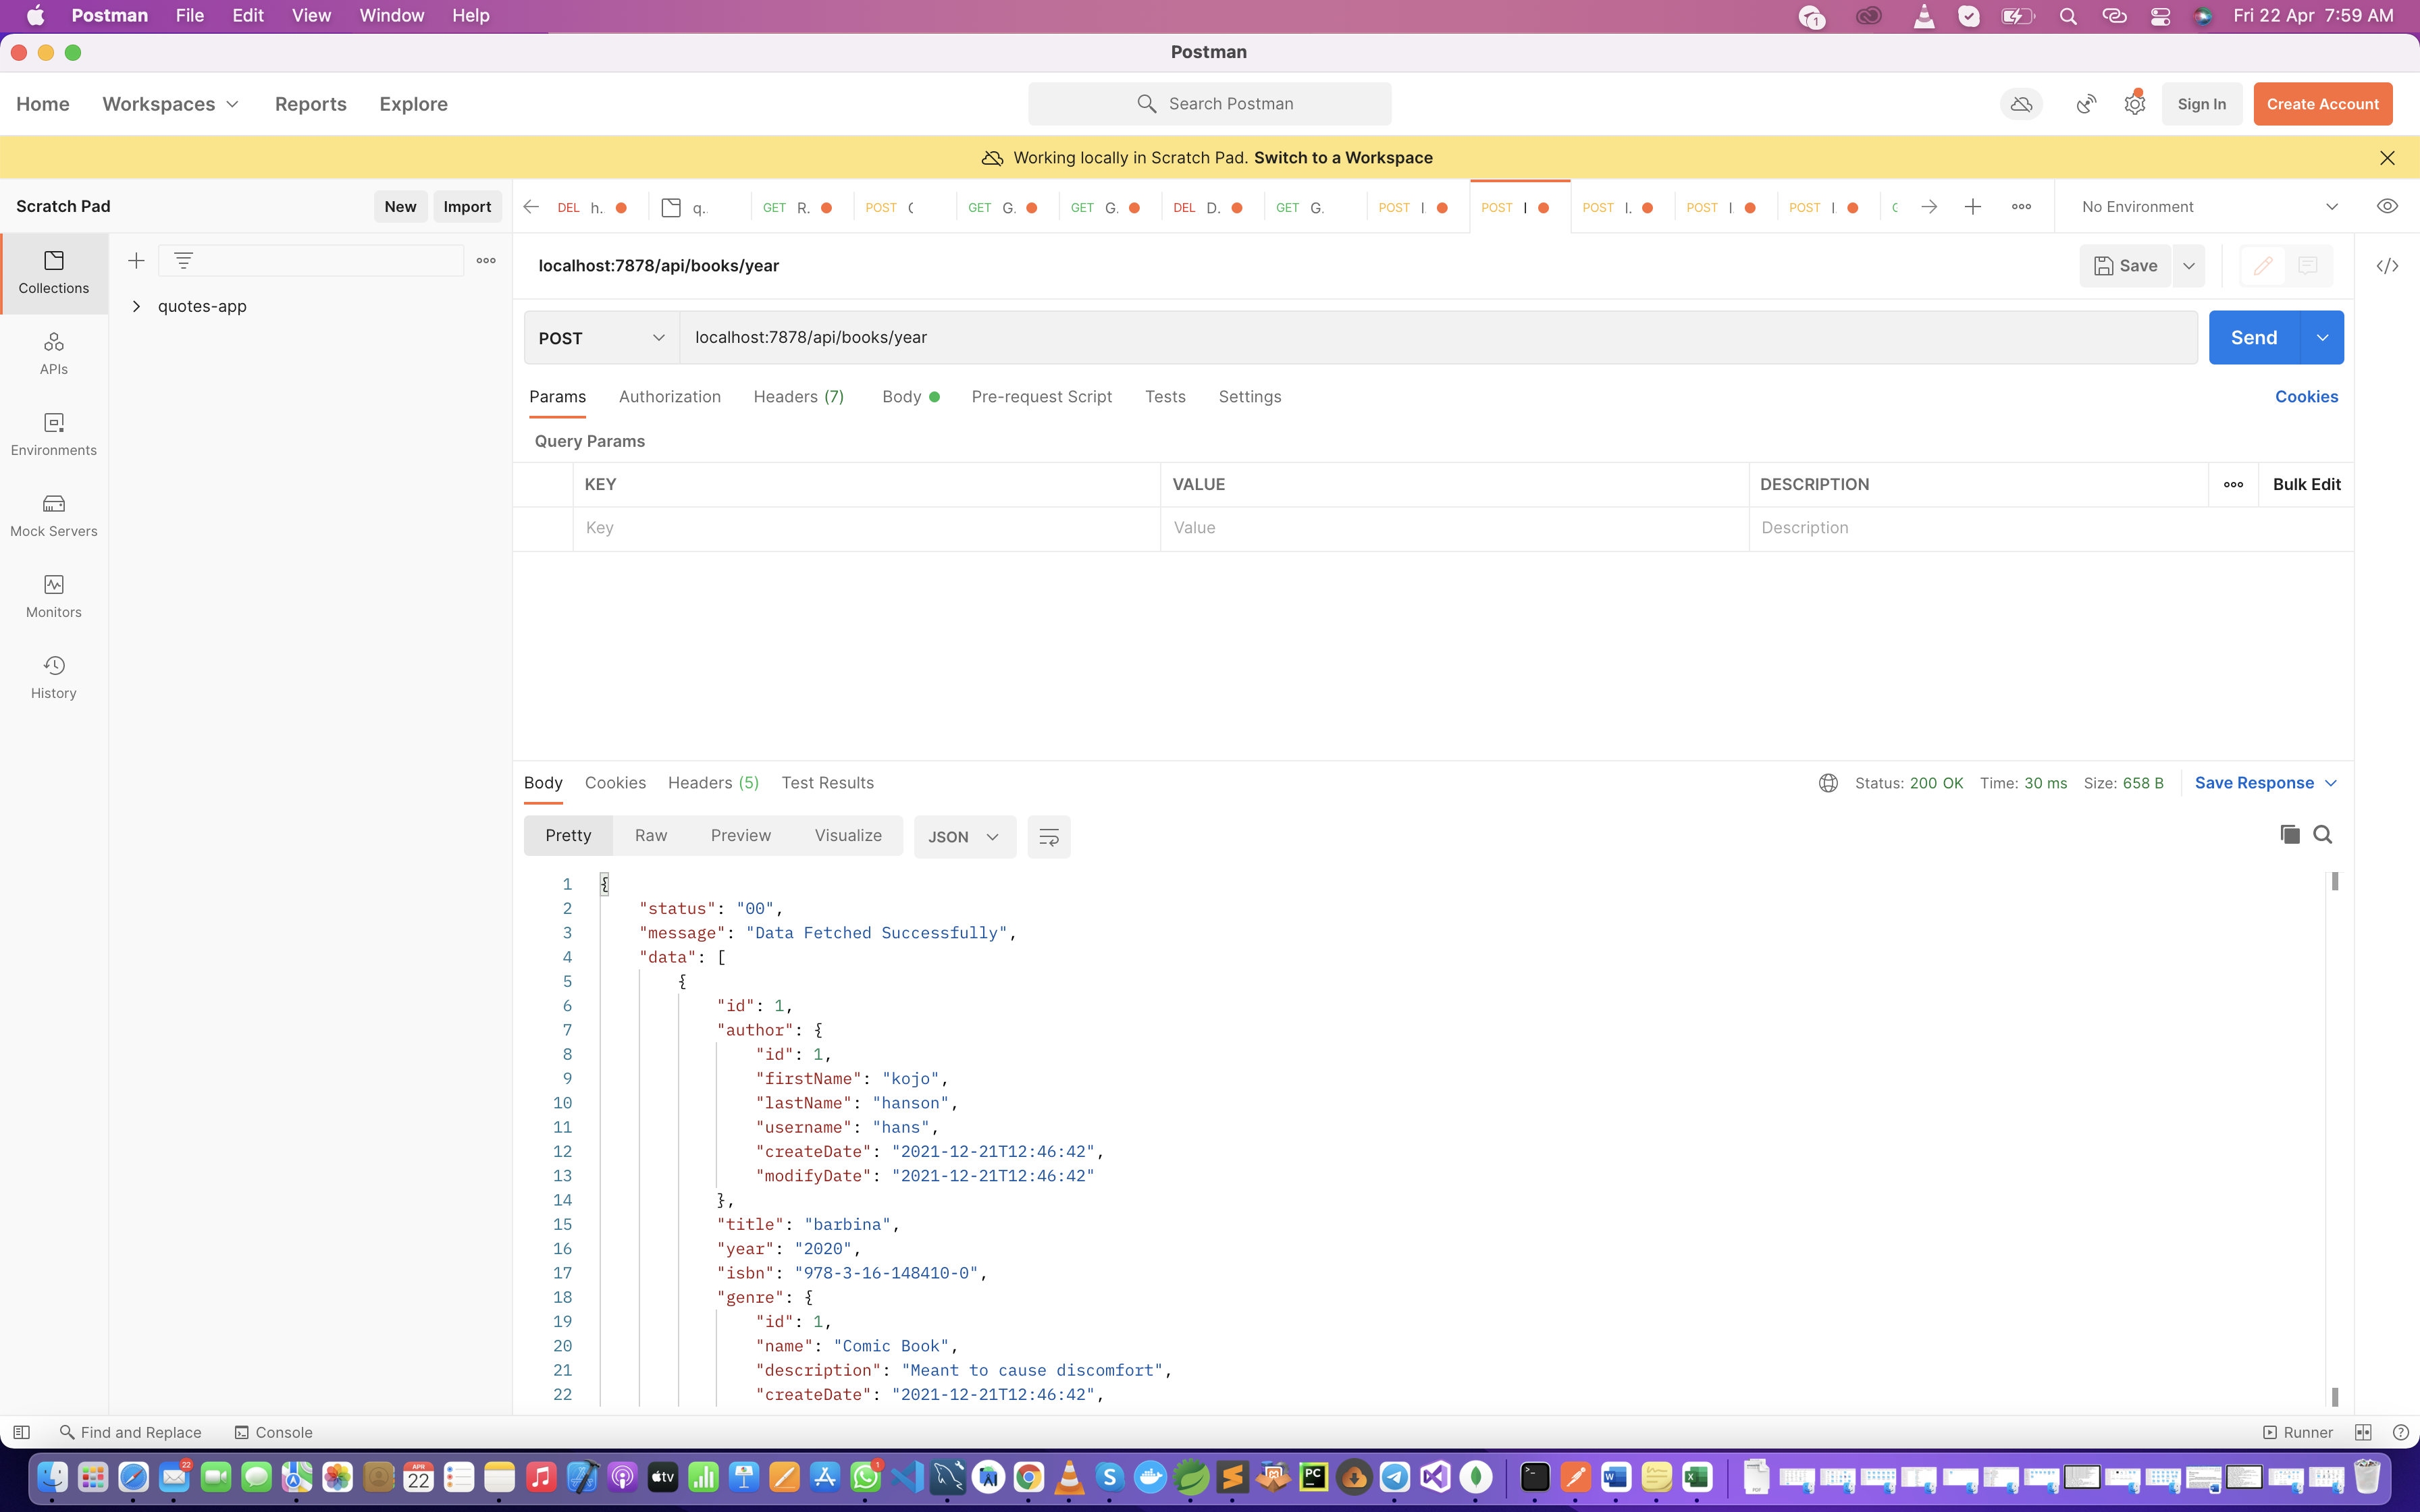 Postman File Edit View Window Help
1
Fri 22 Apr 7:59 AM
Postman
Home Workspaces Reports Explore
Search Postman
Sign In Create Account
Working locally in Scratch Pad. Switch to a Workspace
Scratch Pad New Import
DEL h.
q..
GET R.
POST
GET G.
GET G.
DEL D.
GET G.
POST
POST
POST I.
POST
POST
No Environment
Collections
quotes-app
APIs
Environments
Mock Servers
Monitors
History
localhost:7878/api/books/year
Save
</>
POST localhost:7878/api/books/year
Send
Params Authorization Headers (7) Body Pre-request Script Tests Settings
Cookies
Query Params
KEY VALUE DESCRIPTION
Bulk Edit
Key Value Description
Body Cookies Headers (5) Test Results
Status: 200 OK Time: 30 ms Size: 658 B Save Response
Pretty Raw Preview Visualize JSON
1 {
2 "status": "00",
3 "message": "Data Fetched Successfully",
4 "data": [
5 {
6 "id": 1,
7 "author": {
8 "id": 1,
9 "firstName": "kojo",
10 "lastName": "hanson",
11 "username": "hans",
12 "createDate": "2021-12-21T12:46:42",
13 "modifyDate": "2021-12-21T12:46:42"
14 },
15 "title": "barbina",
16 "year": "2020",
17 "isbn": "978-3-16-148410-0",
18 "genre": {
19 "id": 1,
20 "name": "Comic Book",
21 "description": "Meant to cause discomfort",
22 "createDate": "2021-12-21T12:46:42",
Find and Replace Console
Runner
22
APR
22
tv
1
PC
PDF